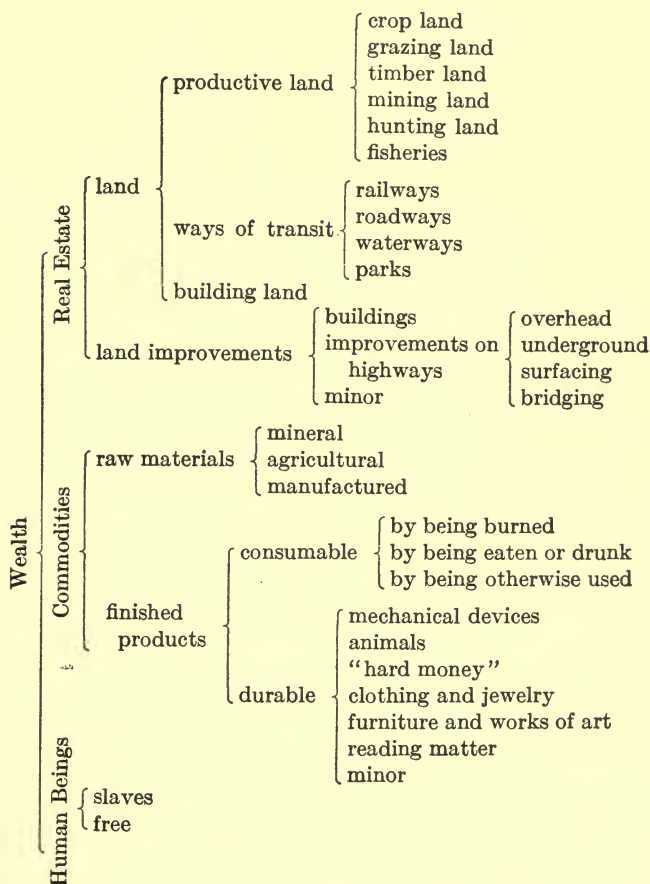 Wealth
Real Estate
land
productive land
crop land
grazing land
timber land
mining land
hunting land
fisheries
ways of transit
railways
roadways
waterways
parks
building land
land improvements
buildings
improvements on
highways
minor
overhead
underground
surfacing
bridging
Commodities
raw materials
mineral
agricultural
manufactured
finished
products
consumable
by being burned
by being eaten or drunk
by being otherwise used
durable
mechanical devices
animals
"hard money"
clothing and jewelry
furniture and works of art
reading matter
minor
Human Beings
slaves
free